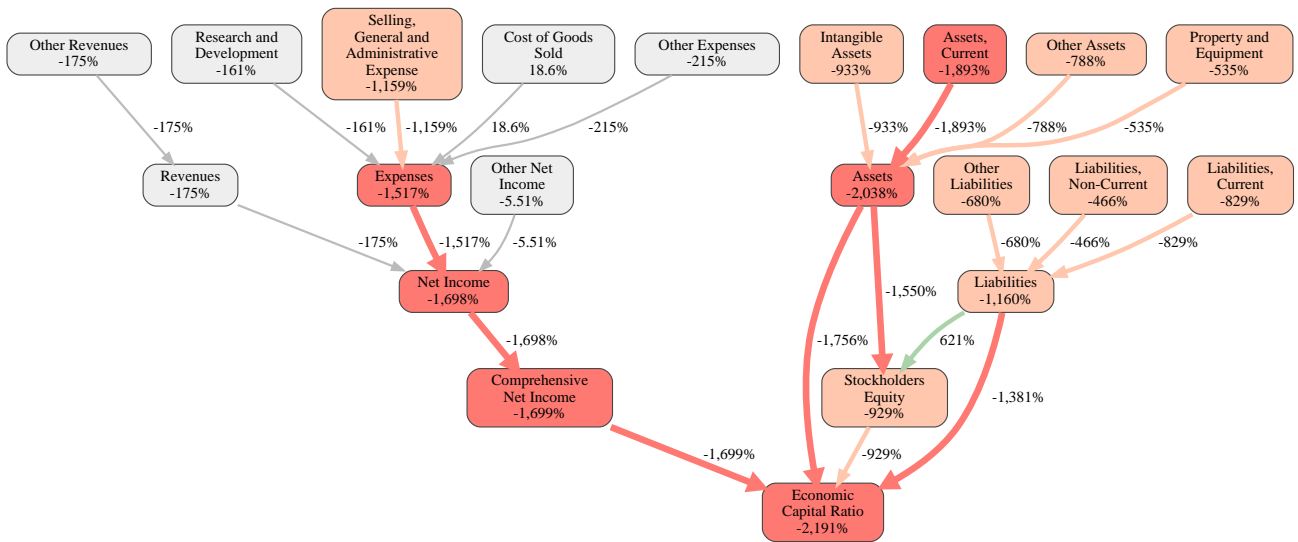 Other Revenues
-175%
Research and
Development
-161%
Selling,
General and
Administrative
Expense
-1,159%
Cost of Goods
Sold
18.6%
Other Expenses
-215%
Intangible
Assets
-933%
Assets,
Current
-1,893%
Other Assets
-788%
Property and
Equipment
-535%
-175%
-161%
-1,159%
18.6%
-215%
-933%
-1,893%
-788%
-535%
Revenues
-175%
Expenses
-1,517%
Other Net
Income
-5.51%
Assets
-2,038%
Other
Liabilities
-680%
Liabilities,
Non-Current
-466%
Liabilities,
Current
-829%
-175%
-1,517%
-5.51%
-680%
-466%
-829%
Net Income
-1,698%
-1,550%
Liabilities
-1,160%
-1,698%
-1,756%
621%
Comprehensive
Net Income
-1,699%
Stockholders
Equity
-929%
-1,381%
-1,699%
-929%
Economic
Capital Ratio
-2,191%